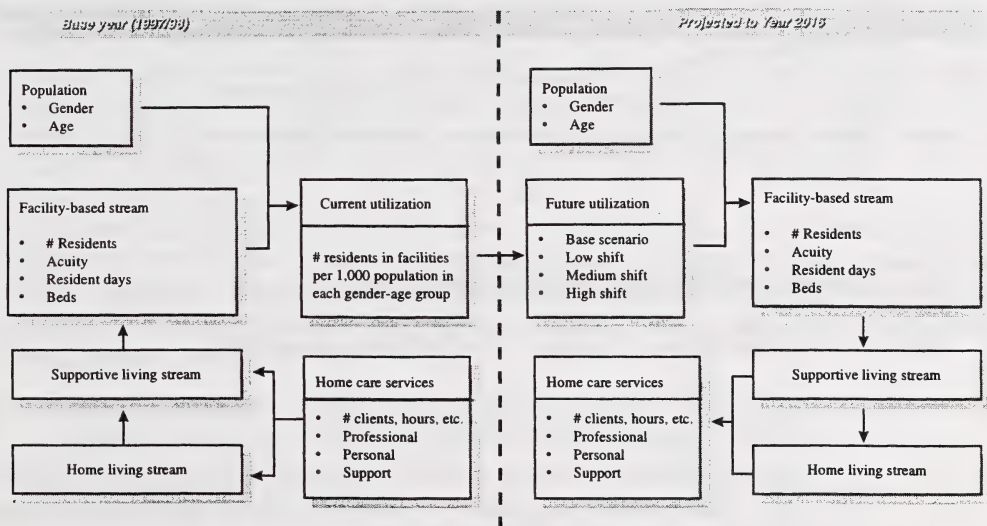 Base year (1997/98)
Projected to Year 2016
Population
• Gender
• Age
Facility-based stream
• # Residents
• Acuity
• Resident days
• Beds
Current utilization
# residents in facilities
per 1,000 population in
each gender-age group
Supportive living stream
Home living stream
Home care services
• # clients, hours, etc.
• Professional
• Personal
• Support
Population
• Gender
• Age
Future utilization
• Base scenario
• Low shift
• Medium shift
• High shift
Facility-based stream
• # Residents
• Acuity
• Resident days
• Beds
Home care services
• # clients, hours, etc.
• Professional
• Personal
• Support
Supportive living stream
Home living stream